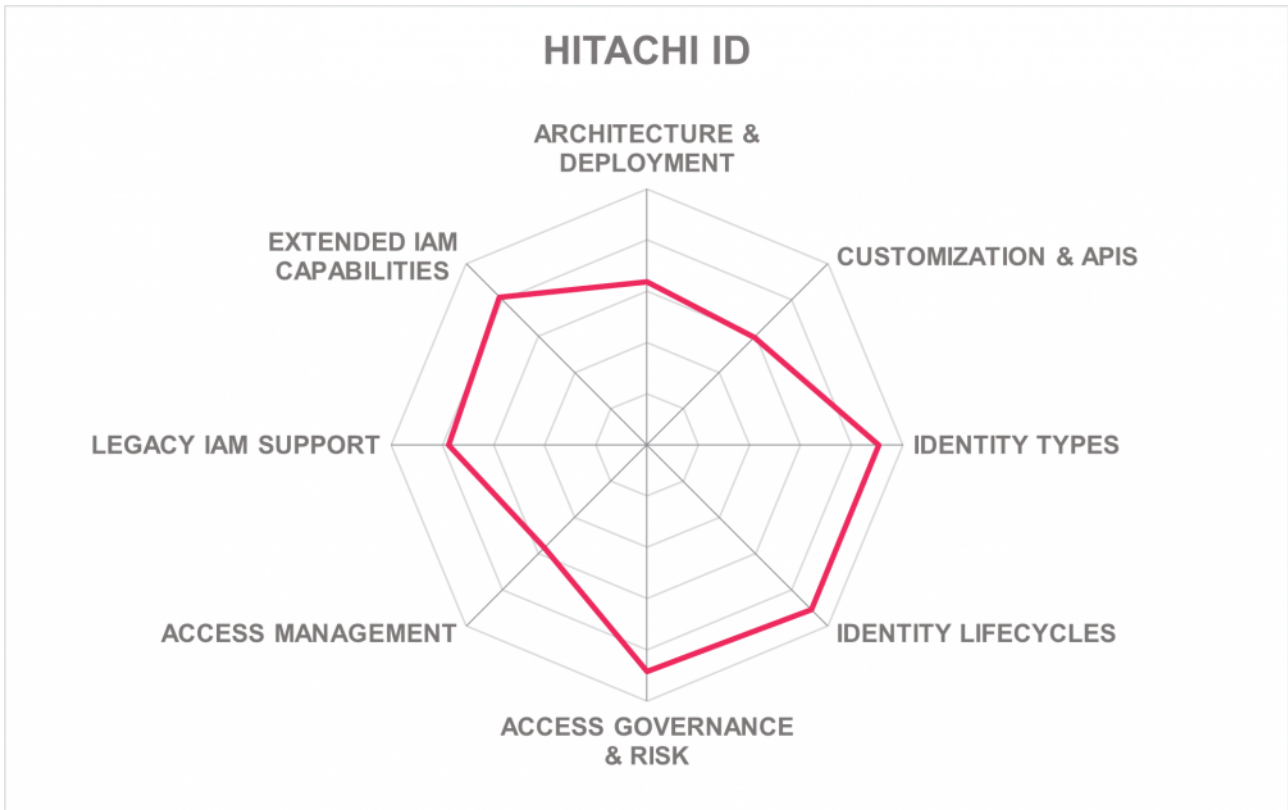 HITACHI ID
ARCHITECTURE &
DEPLOYMENT
EXTENDED IAM
CAPABILITIES
CUSTOMIZATION & APIS
LEGACY IAM SUPPORT
IDENTITY TYPES
ACCESS MANAGEMENT
IDENTITY LIFECYCLES
ACCESS GOVERNANCE
& RISK